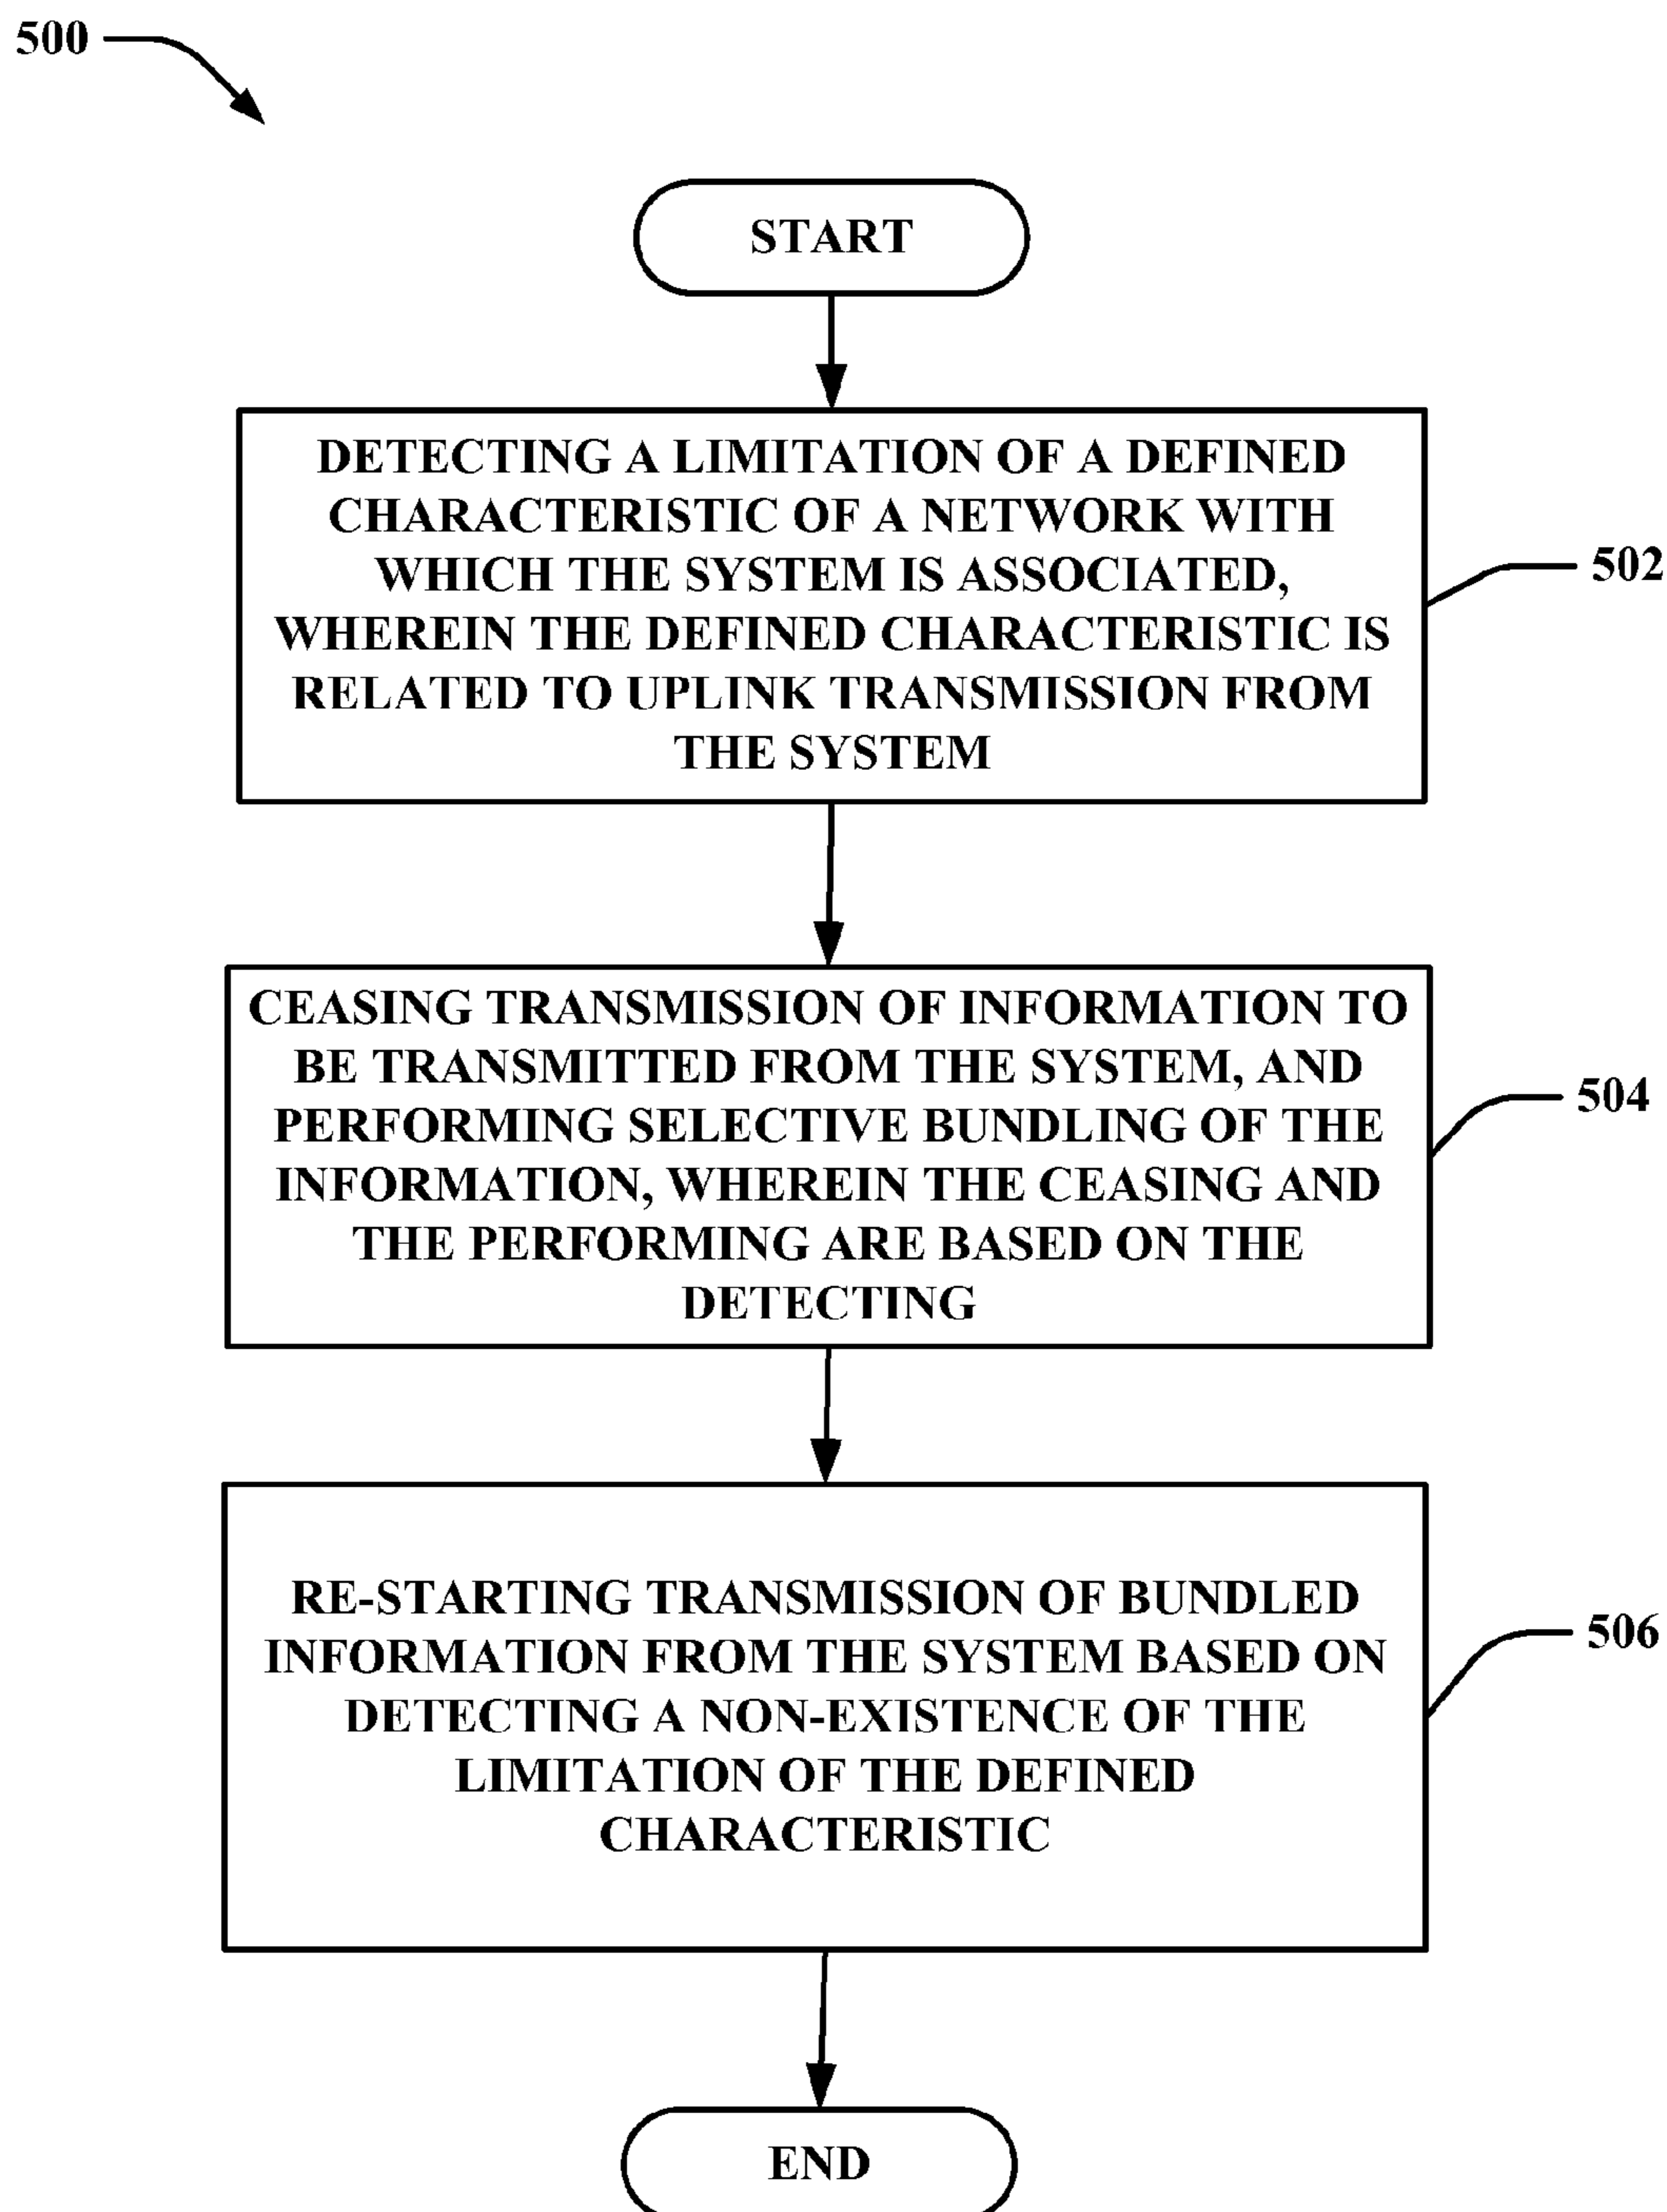 500
START
DETECTING A LIMITATION OF A DEFINED
CHARACTERISTIC OF A NETWORK WITH
WHICH THE SYSTEM IS ASSOCIATED,
WHEREIN THE DEFINED CHARACTERISTIC IS
RELATED TO UPLINK TRANSMISSION FROM
THE SYSTEM
502
CEASING TRANSMISSION OF INFORMATION TO
BE TRANSMITTED FROM THE SYSTEM, AND
PERFORMING SELECTIVE BUNDLING OF THE
INFORMATION, WHEREIN THE CEASING AND
THE PERFORMING ARE BASED ON THE
DETECTING
504
RE-STARTING TRANSMISSION OF BUNDLED
INFORMATION FROM THE SYSTEM BASED ON
DETECTING A NON-EXISTENCE OF THE
LIMITATION OF THE DEFINED
CHARACTERISTIC
506
END